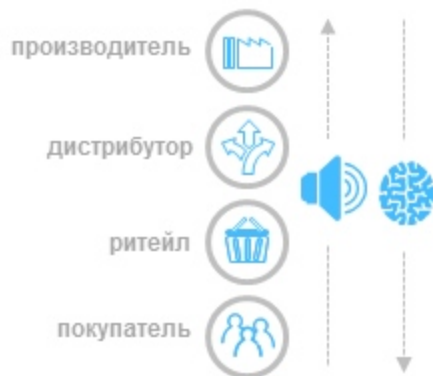 производитель
дистрибутор
ритейл
покупатель